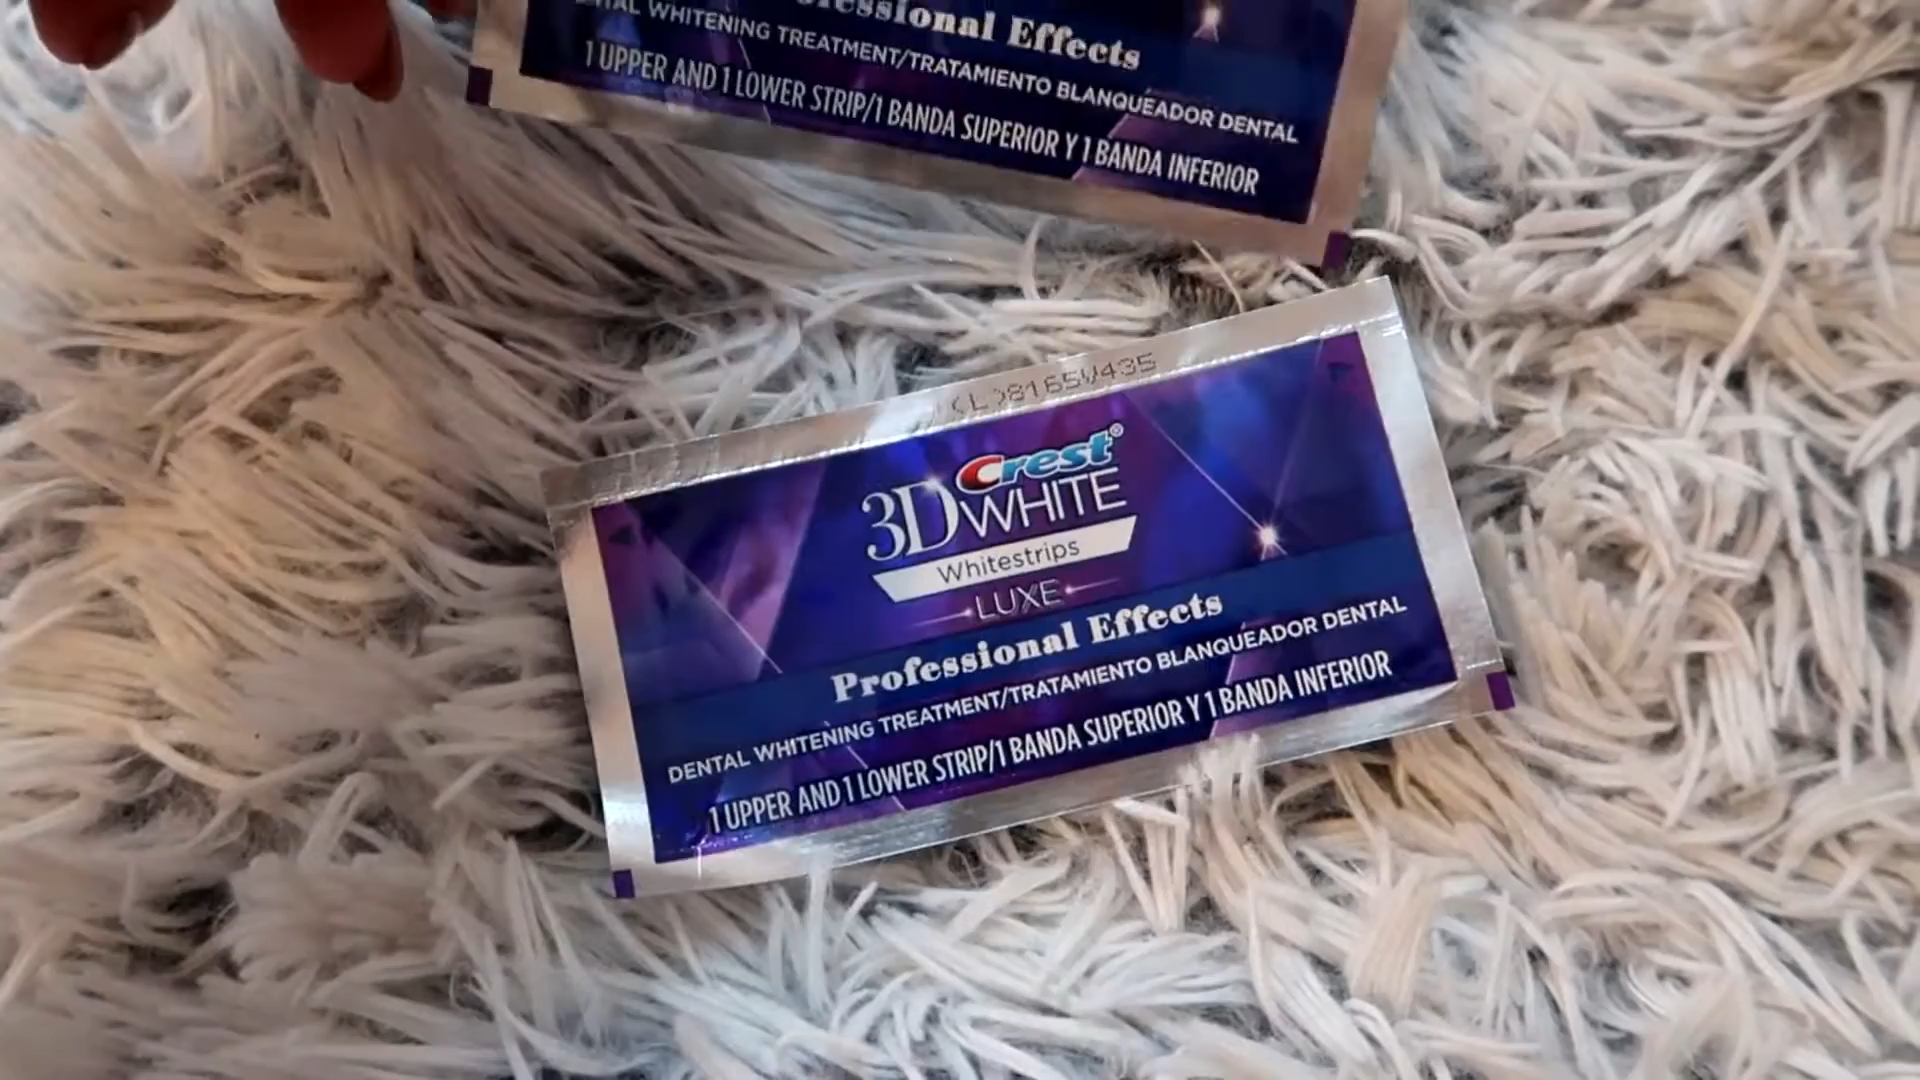 Professional Effects
WHITENING TREATMENT/TRATAMIENTO BLANQUEADOR DENTAL
1 UPPER AND 1 LOWER STRIP/1 BANDA SUPERIOR Y 1 BANDA INFERIOR
8165V435
Crest®
3D WHITE
Whitestrips
LUXE
Professional Effects
DENTAL WHITENING TREATMENT/TRATAMIENTO BLANQUEADOR DENTAL
1 UPPER AND 1 LOWER STRIP/1 BANDA SUPERIOR Y 1 BANDA INFERIOR